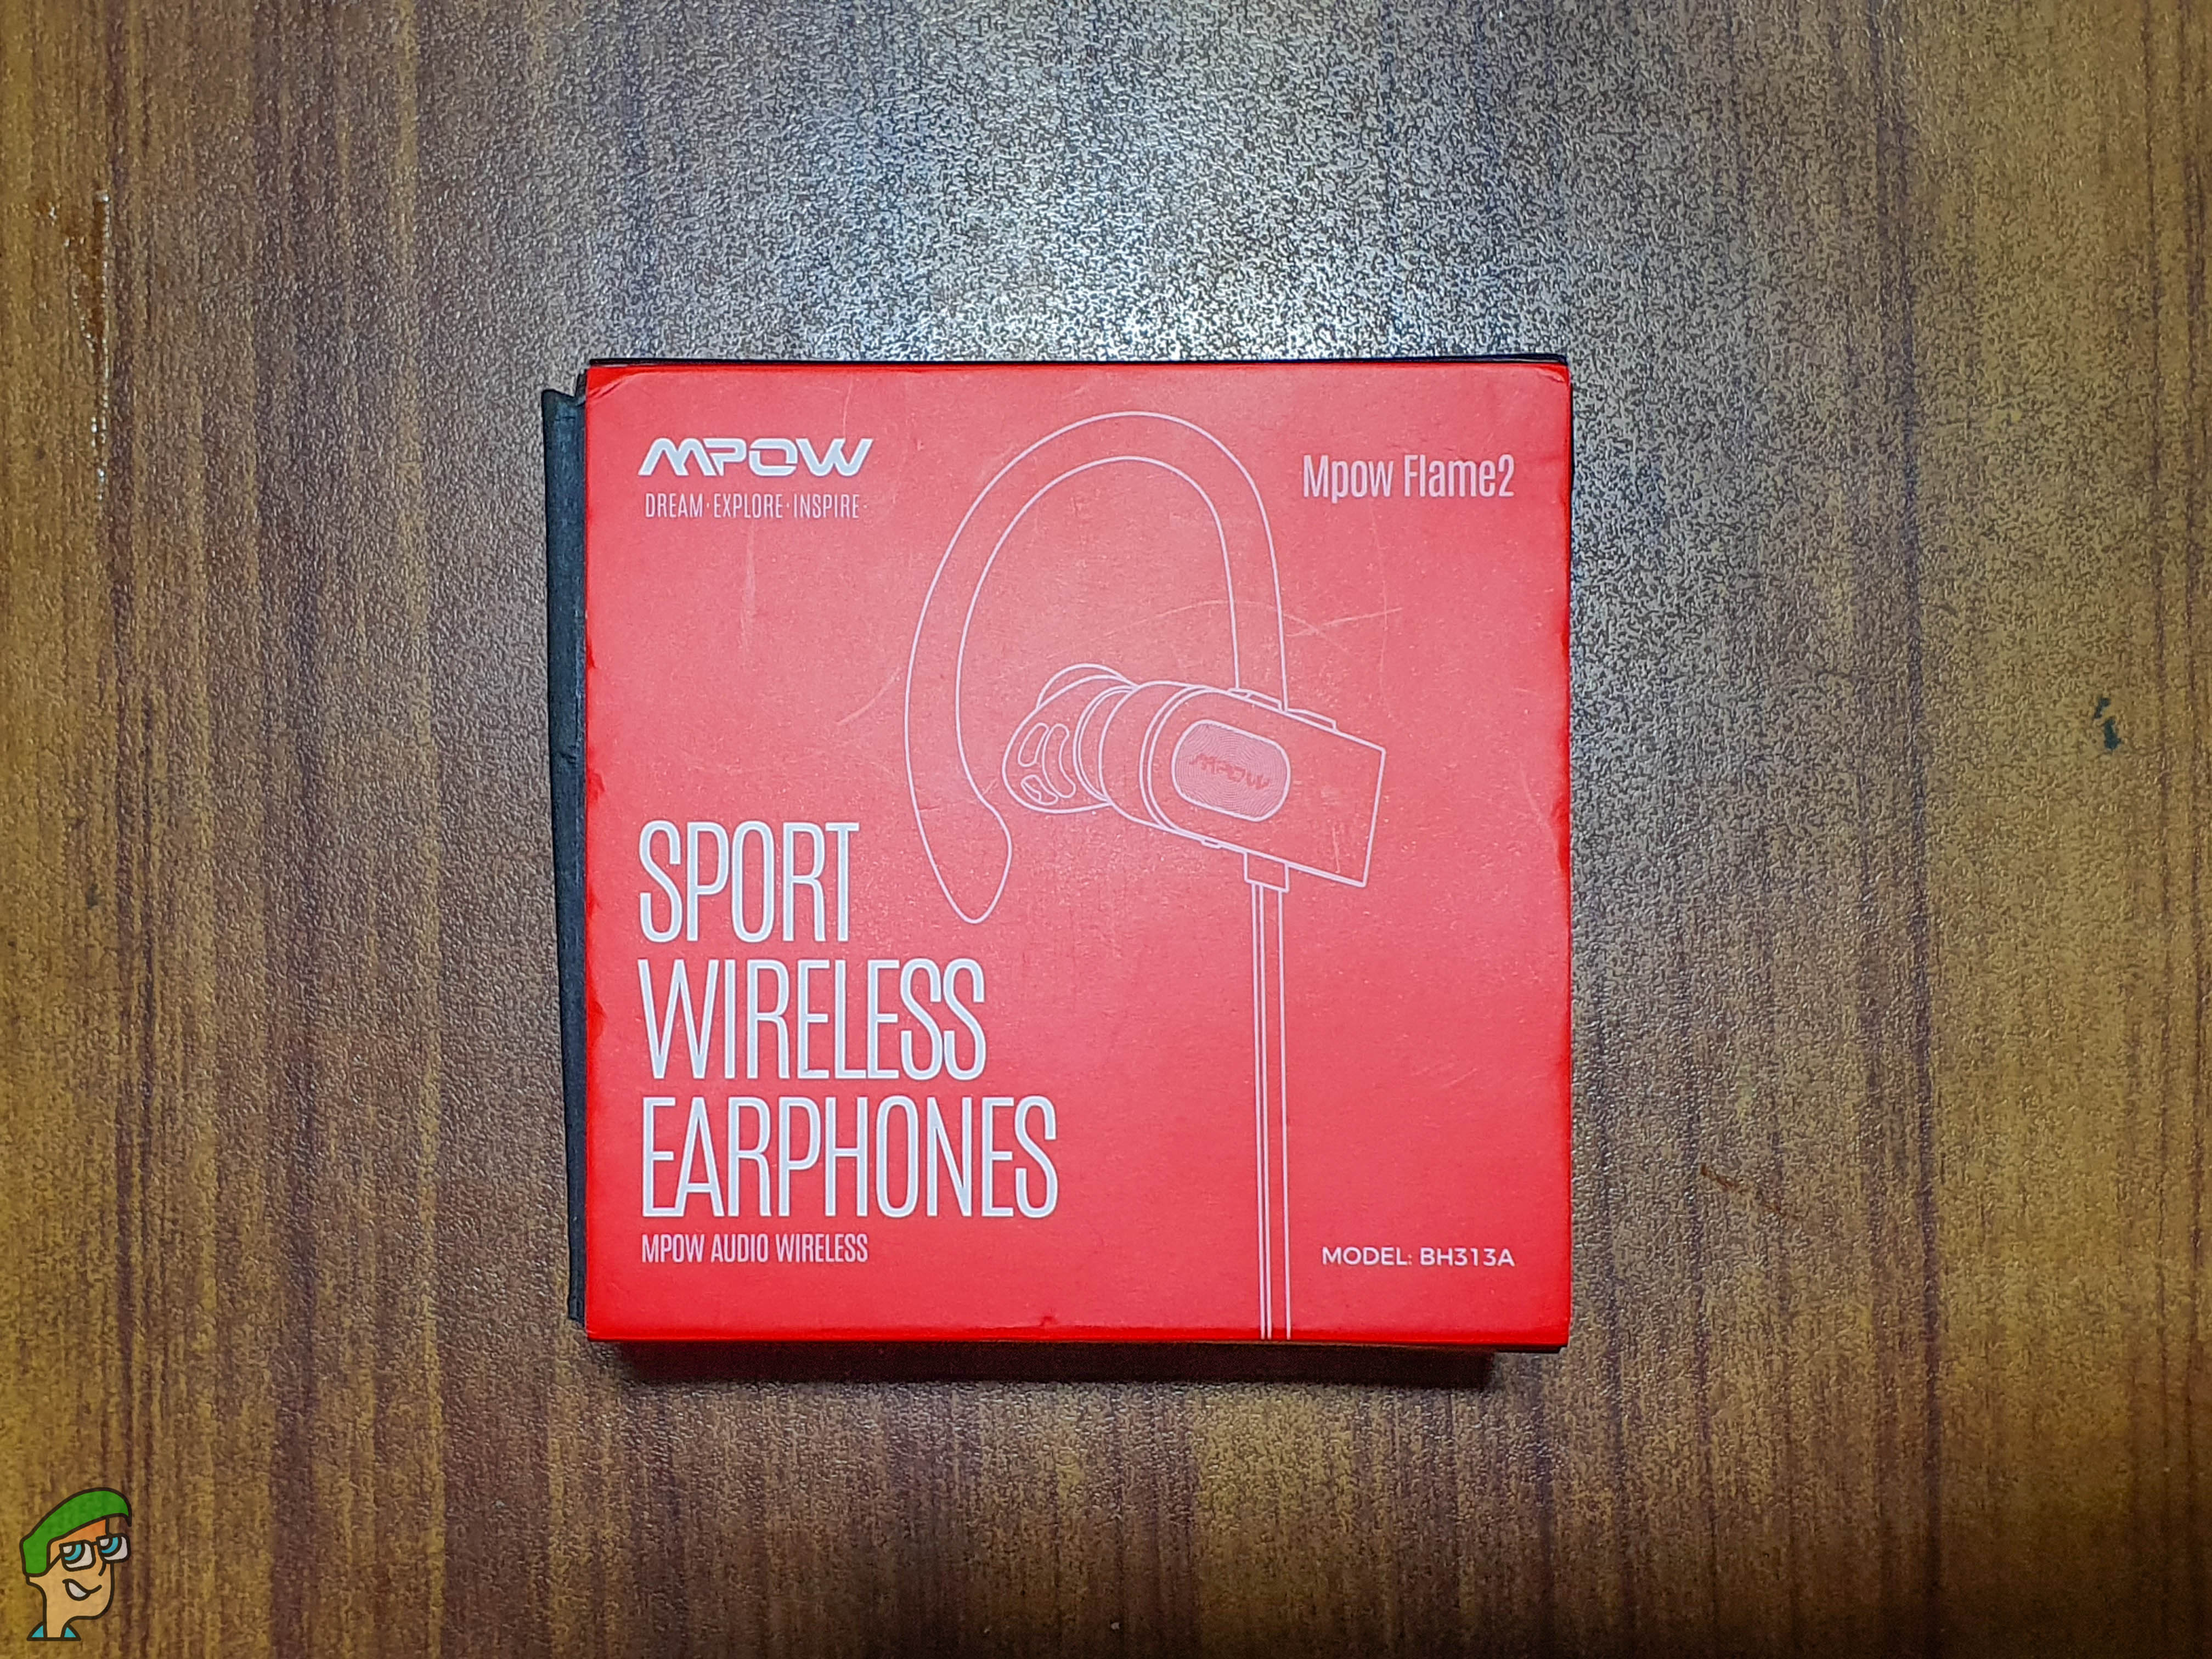 MPOW
DREAM·EXPLORE·INSPIRE·
Mpow Flame2
MPOW
SPORT
WIRELESS
EARPHONES
MPOW AUDIO WIRELESS
MODEL: BH313A